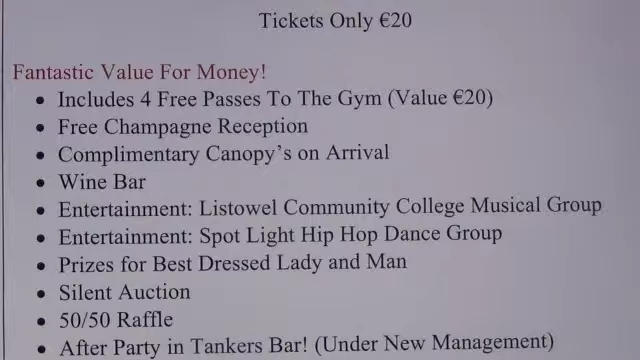 Tickets Only €20
Fantastic Value For Money!
• Includes 4 Free Passes To The Gym (Value €20)
• Free Champagne Reception
• Complimentary Canopy's on Arrival
• Wine Bar
• Entertainment: Listowel Community College Musical Group
• Entertainment: Spot Light Hip Hop Dance Group
• Prizes for Best Dressed Lady and Man
• Silent Auction
• 50/50 Raffle
• After Party in Tankers Bar! (Under New Management)